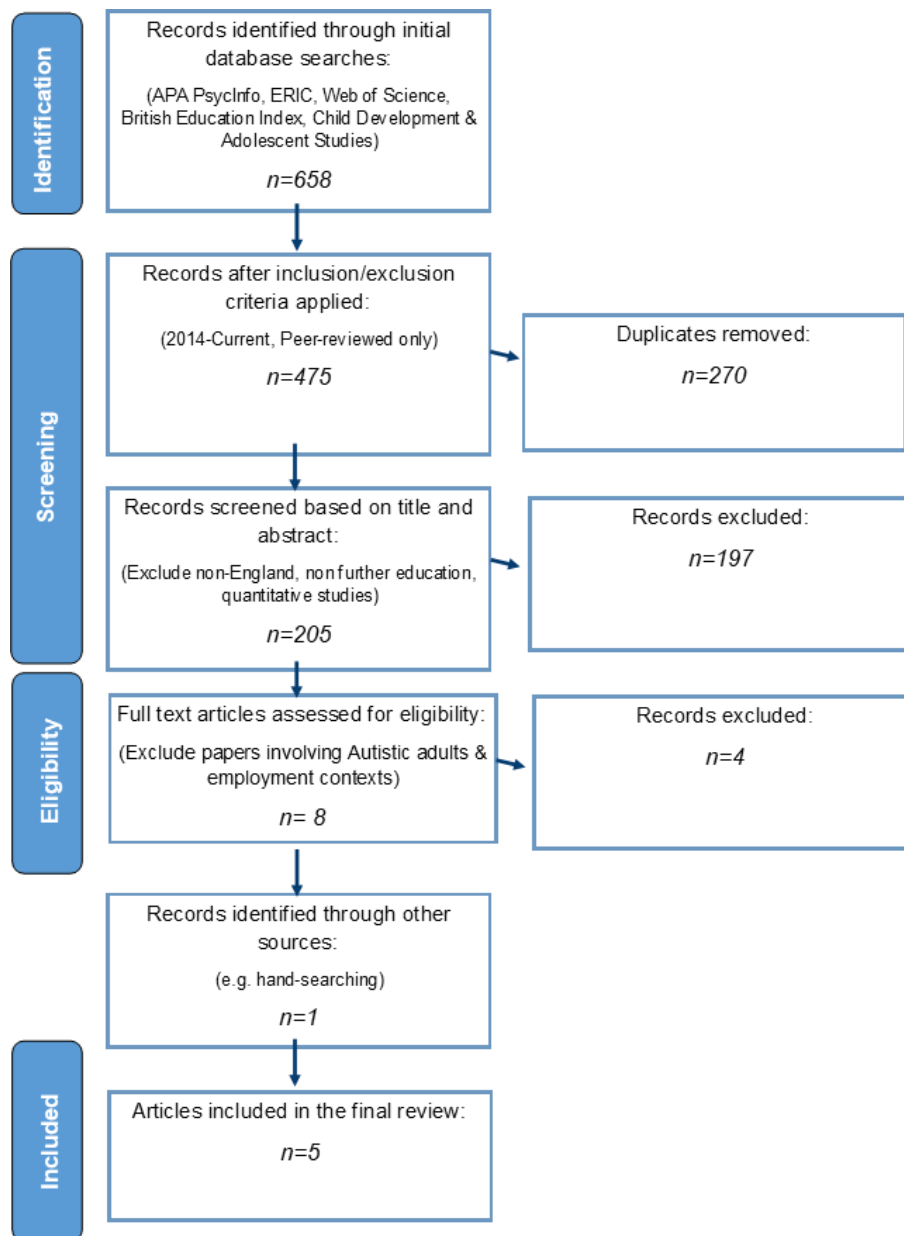 Identification
Records identified through initial
database searches:
(APA PsycInfo, ERIC, Web of Science,
British Education Index, Child Development &
Adolescent Studies)
n=658
Screening
Records after inclusion/exclusion
criteria applied:
(2014-Current, Peer-reviewed only)
n=475
Duplicates removed:
n=270
Records screened based on title and
abstract:
(Exclude non-England, non further education,
quantitative studies)
n=205
Records excluded:
n=197
Eligibility
Full text articles assessed for eligibility:
(Exclude papers involving Autistic adults &
employment contexts)
n= 8
Records excluded:
n=4
Records identified through other
sources:
(e.g. hand-searching)
n=1
Included
Articles included in the final review:
n=5